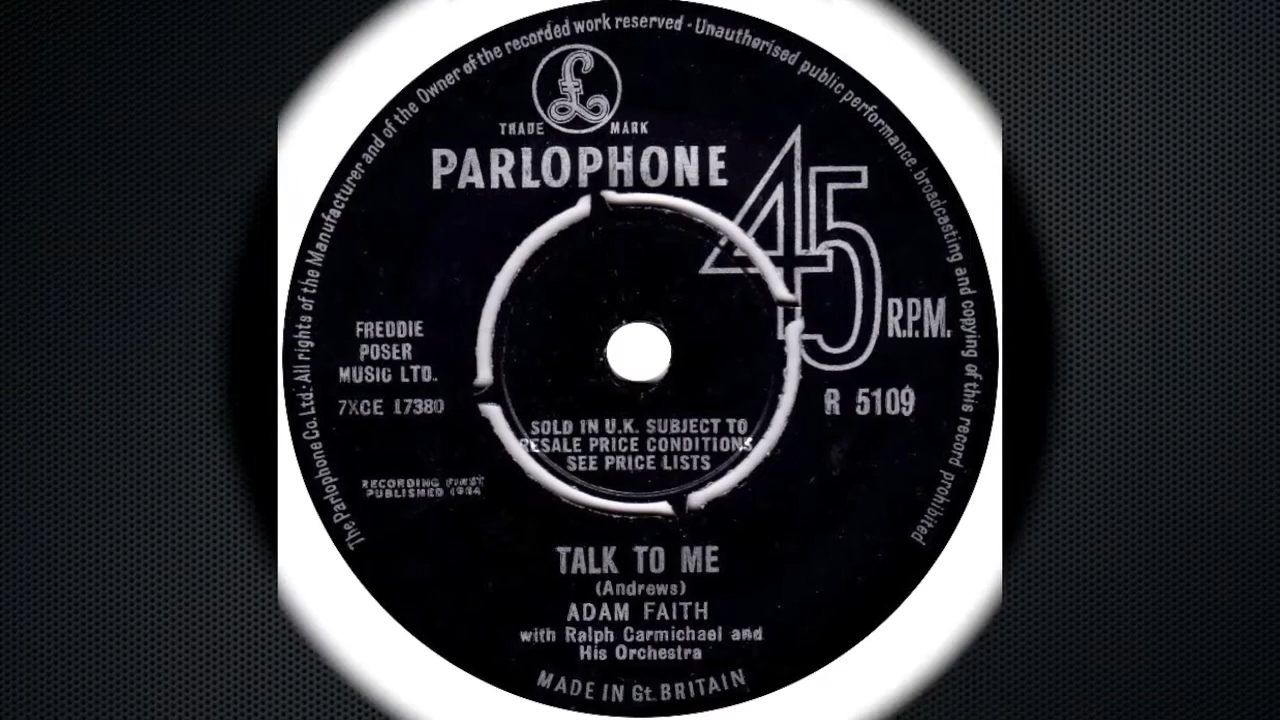 The Parlophone Co. Ltd. All rights of the Manufacturer and of the Owner of the recorded work reserved - Unauthorised public performance, broadcasting and copying of this record prohibited
£
TRADE MARK
PARLOPHONE
45
R.P.M.
FREDDIE
POSER
MUSIC LTD.
7XCE 17380
R 5109
SOLD IN U.K. SUBJECT TO
RESALE PRICE CONDITIONS
SEE PRICE LISTS
RECORDING FIRST
PUBLISHED 1964
TALK TO ME
(Andrews)
ADAM FAITH
with Ralph Carmichael and
His Orchestra
MADE IN Gt. BRITAIN